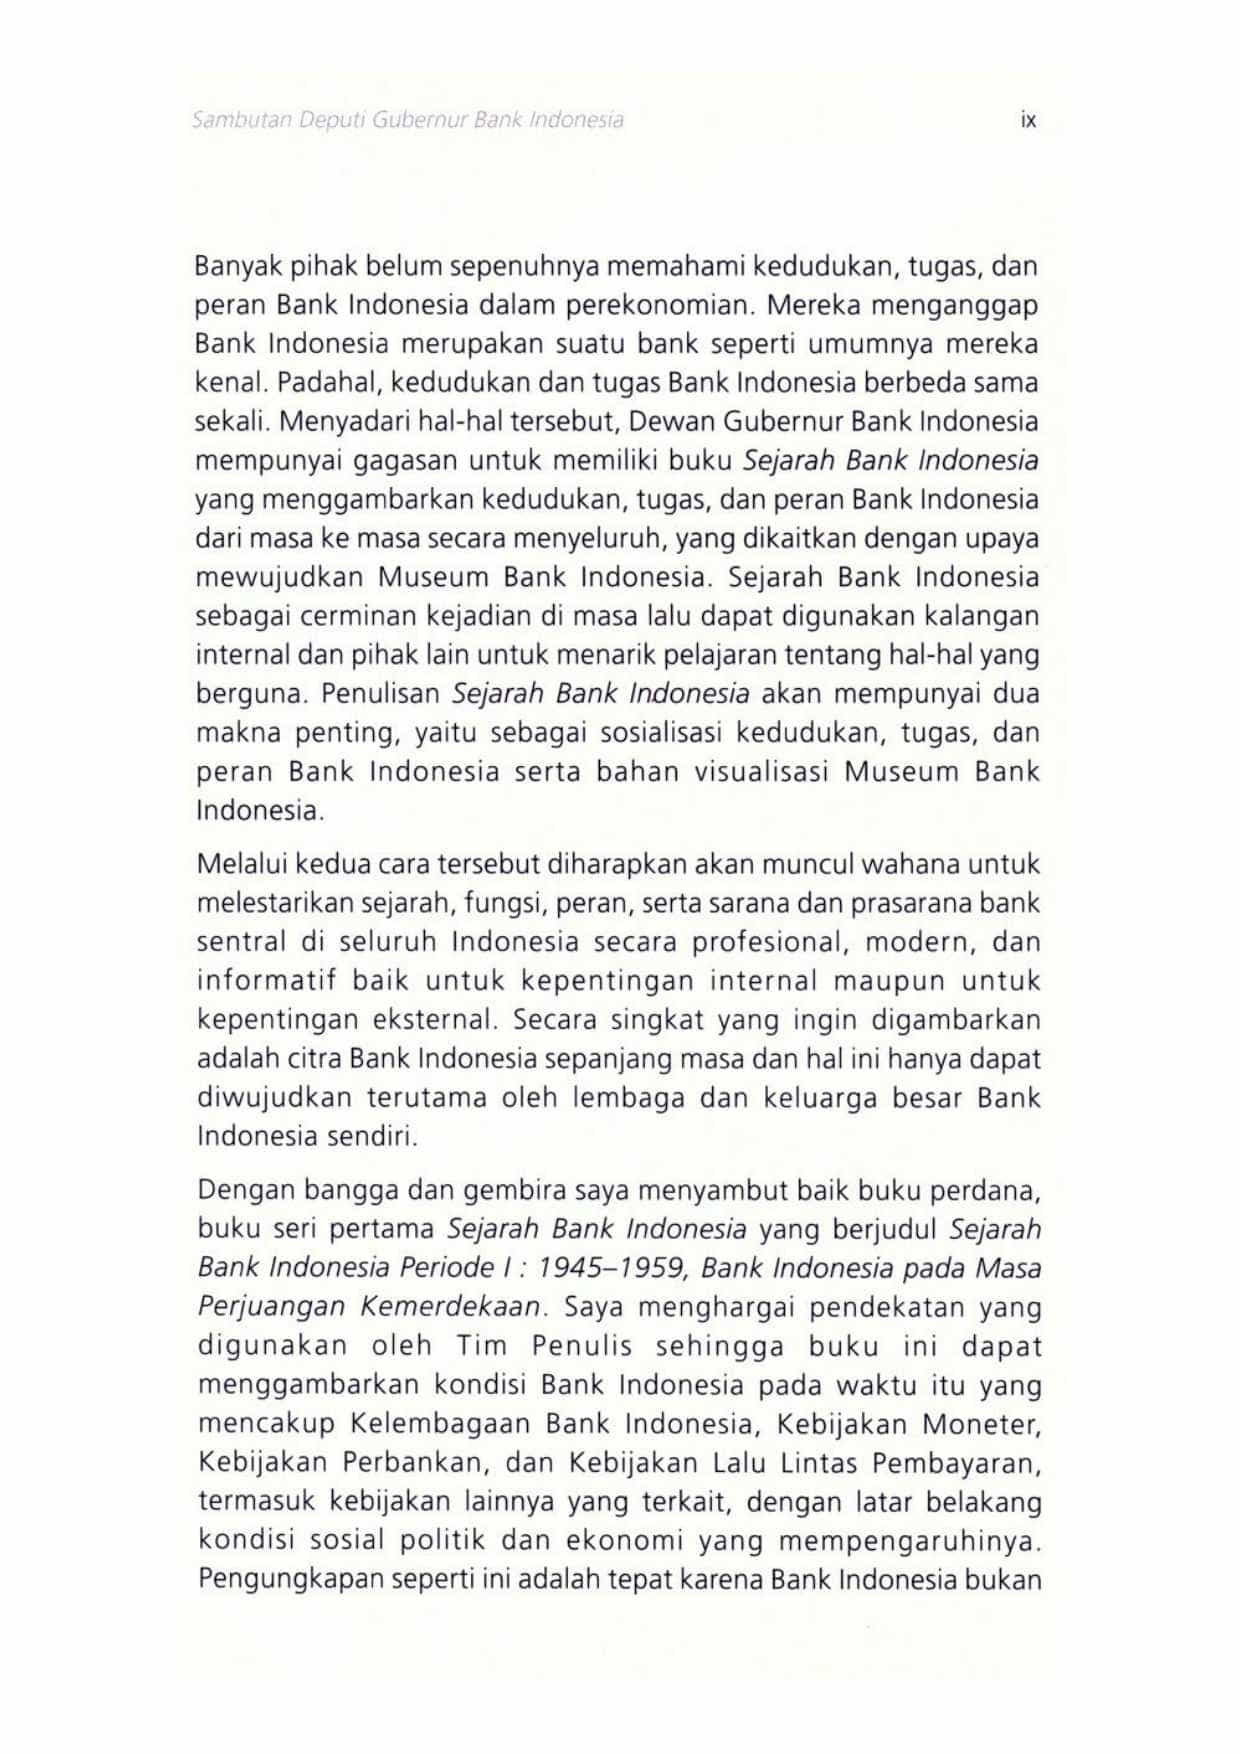 Sambutan Deputi Gubernur Bank Indonesia
ix
Banyak pihak belum sepenuhnya memahami kedudukan, tugas, dan
peran Bank Indonesia dalam perekonomian. Mereka menganggap
Bank Indonesia merupakan suatu bank seperti umumnya mereka
kenal. Padahal, kedudukan dan tugas Bank Indonesia berbeda sama
sekali. Menyadari hal-hal tersebut, Dewan Gubernur Bank Indonesia
mempunyai gagasan untuk memiliki buku Sejarah Bank Indonesia
yang menggambarkan kedudukan, tugas, dan peran Bank Indonesia
dari masa ke masa secara menyeluruh, yang dikaitkan dengan upaya
mewujudkan Museum Bank Indonesia. Sejarah Bank Indonesia
sebagai cerminan kejadian di masa lalu dapat digunakan kalangan
internal dan pihak lain untuk menarik pelajaran tentang hal-hal yang
berguna. Penulisan Sejarah Bank Indonesia akan mempunyai dua
makna penting, yaitu sebagai sosialisasi kedudukan, tugas, dan
peran Bank Indonesia serta bahan visualisasi Museum Bank
Indonesia.
Melalui kedua cara tersebut diharapkan akan muncul wahana untuk
melestarikan sejarah, fungsi, peran, serta sarana dan prasarana bank
sentral di seluruh Indonesia secara profesional, modern, dan
informatif baik untuk kepentingan internal maupun untuk
kepentingan eksternal. Secara singkat yang ingin digambarkan
adalah citra Bank Indonesia sepanjang masa dan hal ini hanya dapat
diwujudkan terutama oleh lembaga dan keluarga besar Bank
Indonesia sendiri.
Dengan bangga dan gembira saya menyambut baik buku perdana,
buku seri pertama Sejarah Bank Indonesia yang berjudul Sejarah
Bank Indonesia Periode I : 1945–1959, Bank Indonesia pada Masa
Perjuangan Kemerdekaan. Saya menghargai pendekatan yang
digunakan oleh Tim Penulis sehingga buku ini dapat
menggambarkan kondisi Bank Indonesia pada waktu itu yang
mencakup Kelembagaan Bank Indonesia, Kebijakan Moneter,
Kebijakan Perbankan, dan Kebijakan Lalu Lintas Pembayaran,
termasuk kebijakan lainnya yang terkait, dengan latar belakang
kondisi sosial politik dan ekonomi yang mempengaruhinya.
Pengungkapan seperti ini adalah tepat karena Bank Indonesia bukan